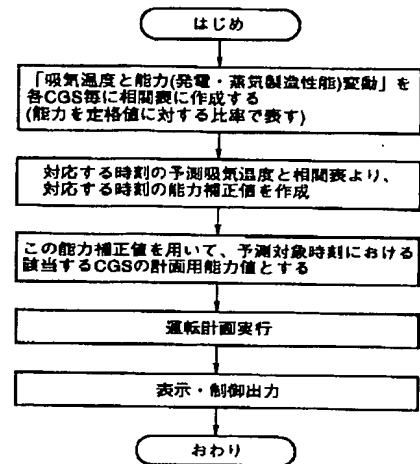 はじめ
「吸気温度と能力(発電・蒸気製造性能)変動」を
各CGS毎に相関表に作成する
(能力を定格値に対する比率で表す)
対応する時刻の予測吸気温度と相関表より、
対応する時刻の能力補正値を作成
この能力補正値を用いて、予測対象時刻における
該当するCGSの計画用能力値とする
運転計画実行
表示・制御出力
おわり